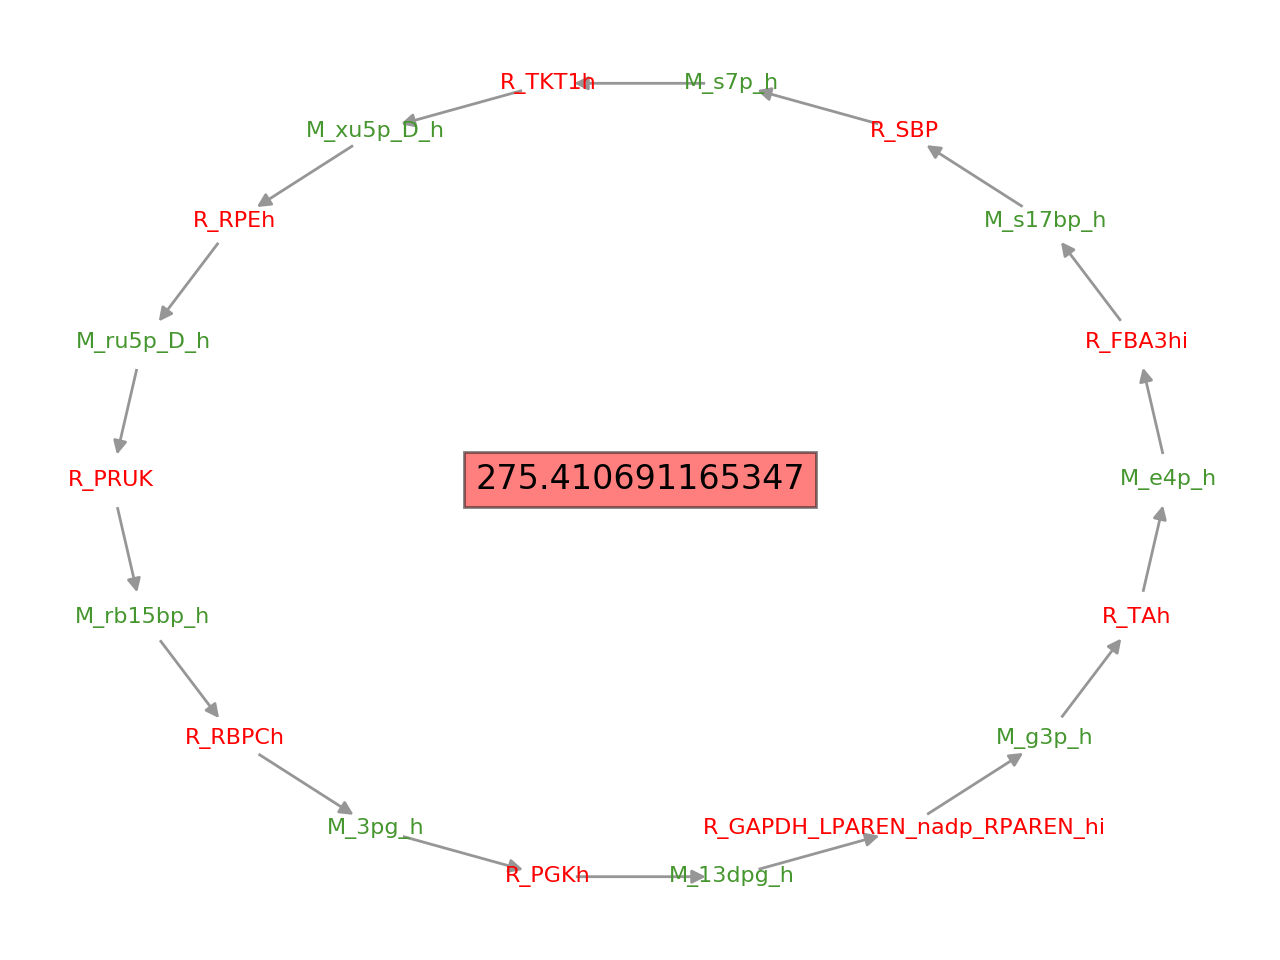 R_TKT1h
M_s7p_h
M_xu5p_D_h
R_SBP
R_RPEh
M_s17bp_h
M_ru5p_D_h
R_FBA3hi
R_PRUK
275.410691165347
M_e4p_h
M_rb15bp_h
R_TAh
R_RBPCh
M_g3p_h
M_3pg_h
R_GAPDH_LPAREN_nadp_RPAREN_hi
R_PGKh
M_13dpg_h